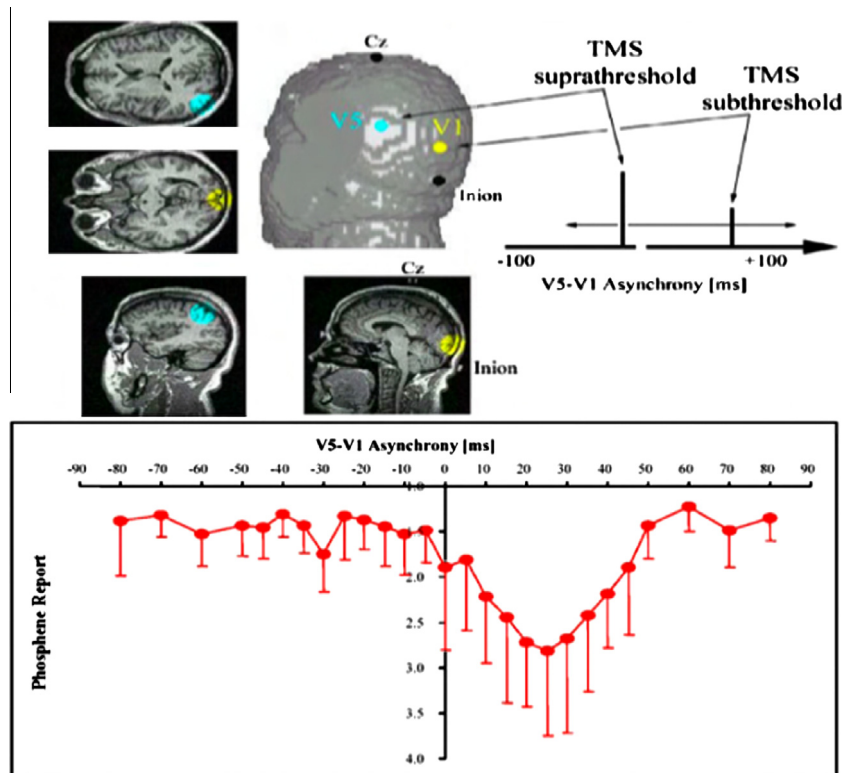 Cz
TMS
suprathreshold
TMS
subthreshold
V5
V1
Inion
-100
+100
V5-V1 Asynchrony [ms]
Cz
Inion
V5-V1 Asynchrony [ms]
-90 -80 -70 -60 -50 -40 -30 -20 -10 0 10 20 30 40 50 60 70 80 90
1.0
1.5
2.0
2.5
3.0
3.5
4.0
Phosphene Report